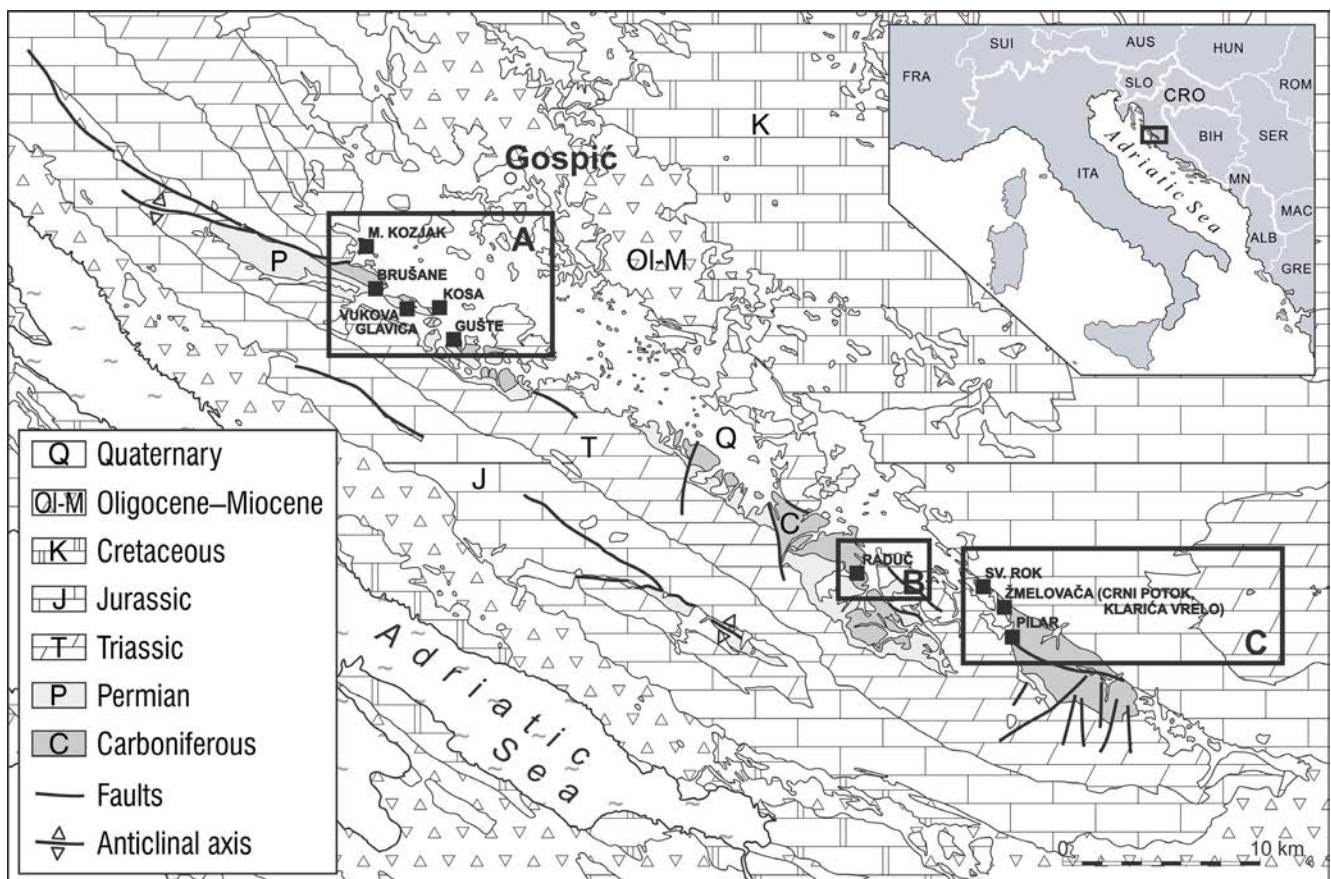 Gospić
K
A
M. KOZJAK
P
BRUŠANE
KOSA
VUKOVA
GLAVICA
GUŠTE
Ol-M
T
Q
J
C
RADUČ
B
SV. ROK
ŽMELOVAČA (CRNI POTOK,
KLARIĆA VRELO)
PILAR
C
Adriatic
Sea
0 10 km
FRA
SUI
AUS
HUN
SLO
CRO
ROM
BIH
SER
ITA
Adriatic Sea
MN
MAC
ALB
GRE
Q Quaternary
Ol-M Oligocene–Miocene
K Cretaceous
J Jurassic
T Triassic
P Permian
C Carboniferous
Faults
Anticlinal axis